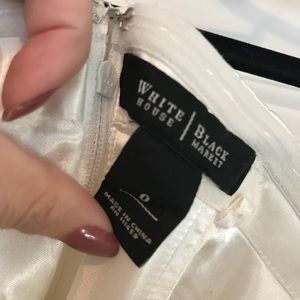 WHITE | BLACK
HOUSE | MARKET
0
MADE IN CHINA